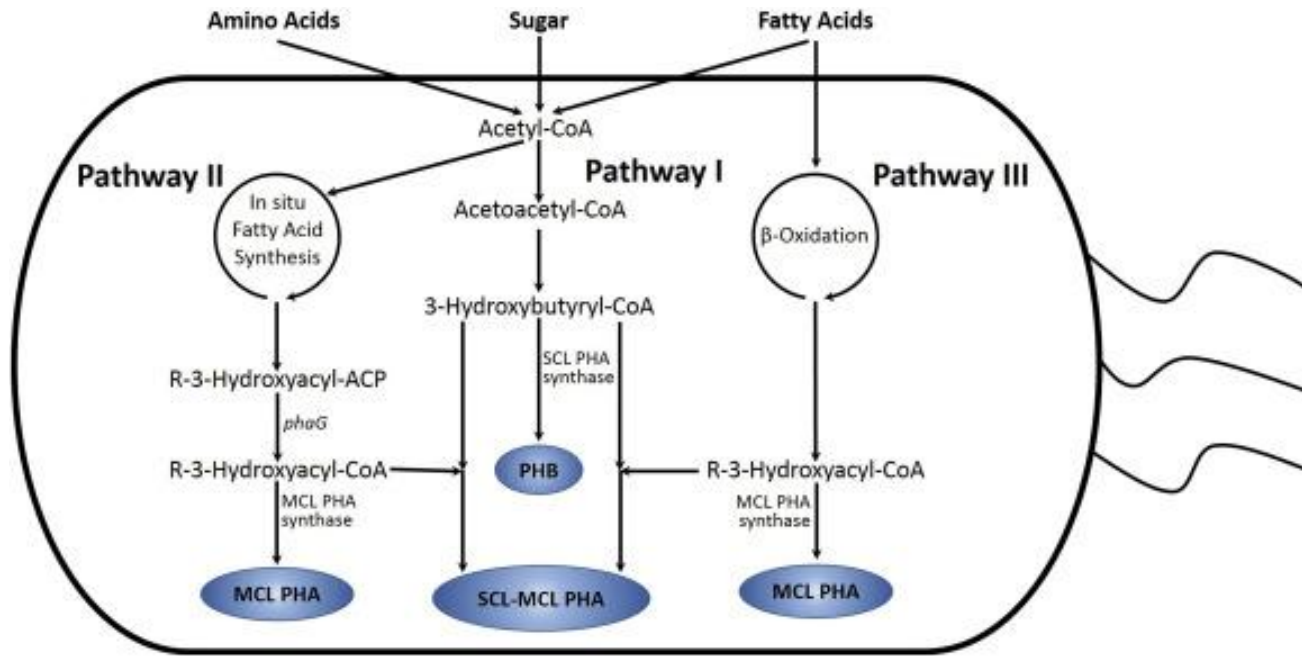 Amino Acids
Sugar
Fatty Acids
Acetyl-CoA
Pathway II
Pathway I
Pathway III
In situ
Fatty Acid
Synthesis
Acetoacetyl-CoA
β-Oxidation
3-Hydroxybutyryl-CoA
SCL PHA
synthase
R-3-Hydroxyacyl-ACP
phaG
R-3-Hydroxyacyl-CoA
PHB
R-3-Hydroxyacyl-CoA
MCL PHA
synthase
MCL PHA
synthase
MCL PHA
SCL-MCL PHA
MCL PHA